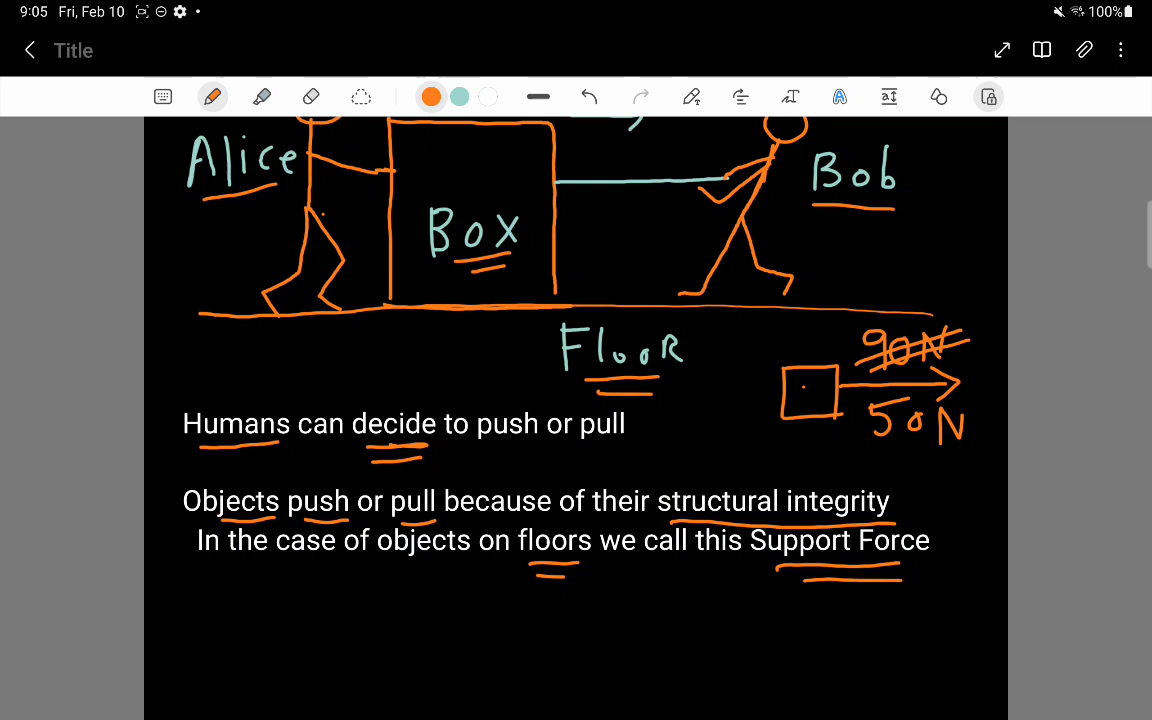 9:05 Fri, Feb 10
100%
Title
Alice
Bob
Box
FlooR
90N
50N
Humans can decide to push or pull
Objects push or pull because of their structural integrity
In the case of objects on floors we call this Support Force